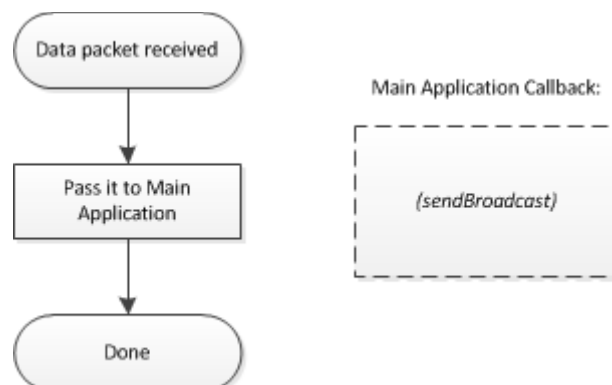 Data packet received
Main Application Callback:
Pass it to Main
Application
(sendBroadcast)
Done